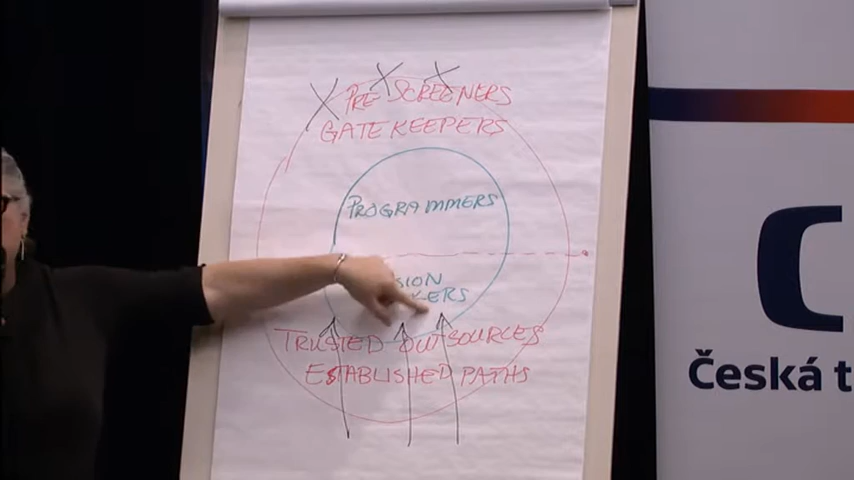 PRE SCREENERS
GATE KEEPERS
PROGRAMMERS
TRUSTED OUTSOURCES
ESTABLISHED PATHS
Česká